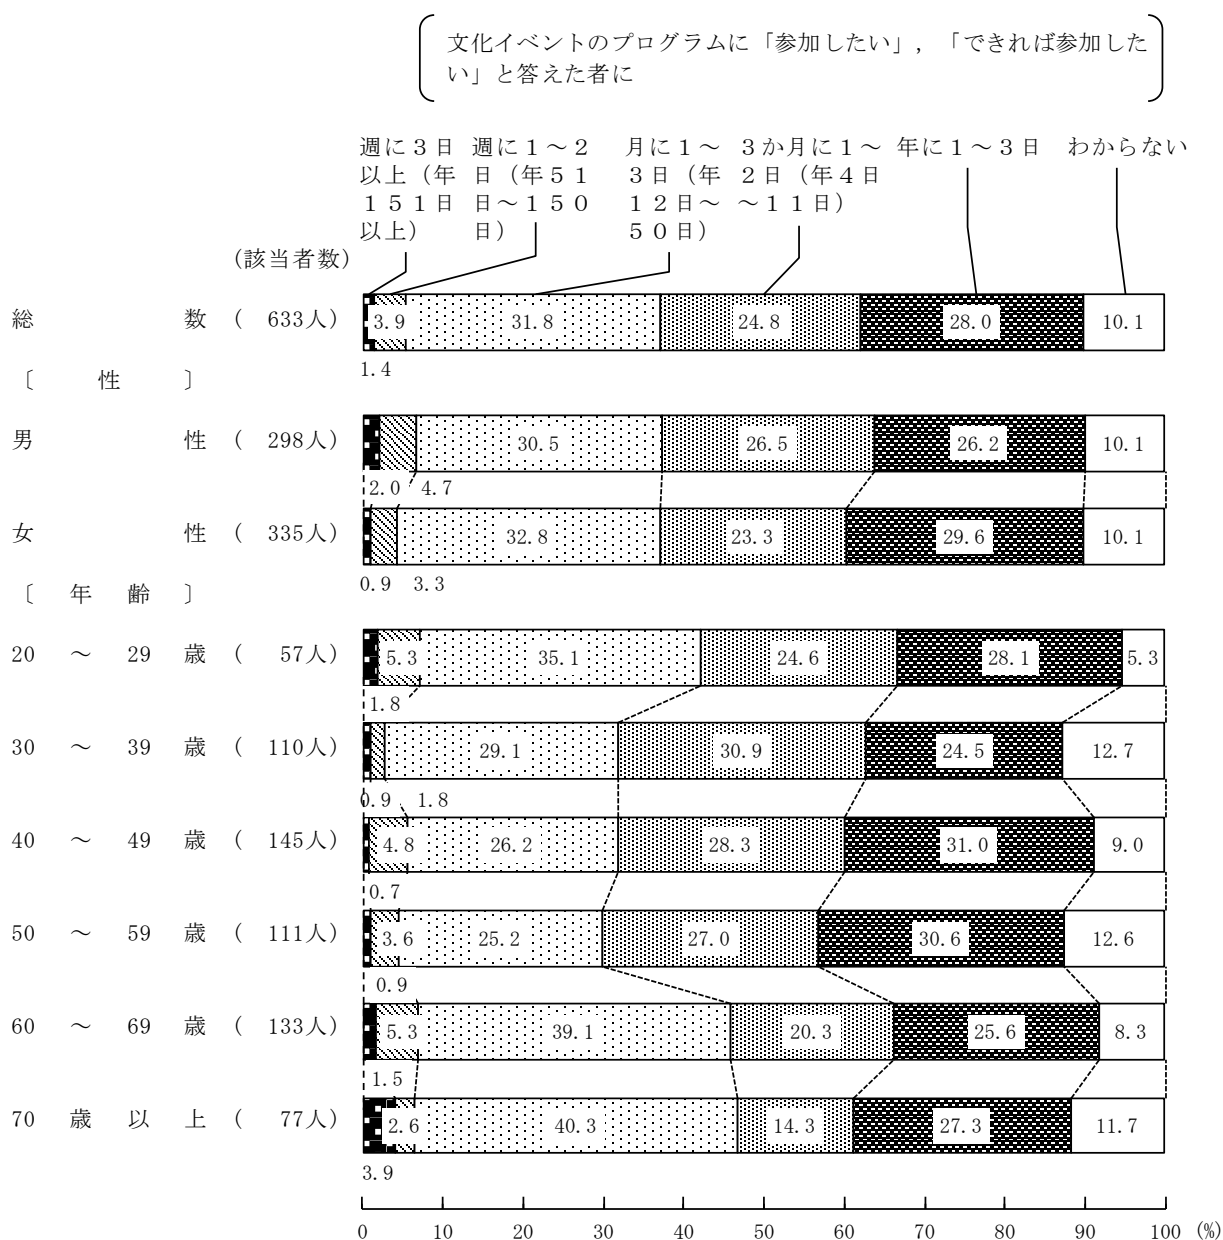 文化イベントのプログラムに「参加したい」，「できれば参加した
い」と答えた者に
週に３日 週に１～２ 月に１～ ３か月に１～ 年に１～３日 わからない
以上（年 日（年５１ ３日（年 ２日（年４日
１５１日 日～１５０ １２日～ ～１１日）
以上） 日） ５０日）
(該当者数)
総数 ( 633人) 3.9 31.8 24.8 28.0 10.1
1.4
〔 性 〕
男性 ( 298人) 30.5 26.5 26.2 10.1
2.0 4.7
女性 ( 335人) 32.8 23.3 29.6 10.1
0.9 3.3
〔 年齢 〕
20 ～ 29 歳 ( 57人) 5.3 35.1 24.6 28.1 5.3
1.8
30 ～ 39 歳 ( 110人) 29.1 30.9 24.5 12.7
0.9 1.8
40 ～ 49 歳 ( 145人) 4.8 26.2 28.3 31.0 9.0
0.7
50 ～ 59 歳 ( 111人) 3.6 25.2 27.0 30.6 12.6
0.9
60 ～ 69 歳 ( 133人) 5.3 39.1 20.3 25.6 8.3
1.5
70 歳以上 ( 77人) 2.6 40.3 14.3 27.3 11.7
3.9
0 10 20 30 40 50 60 70 80 90 100 (%)